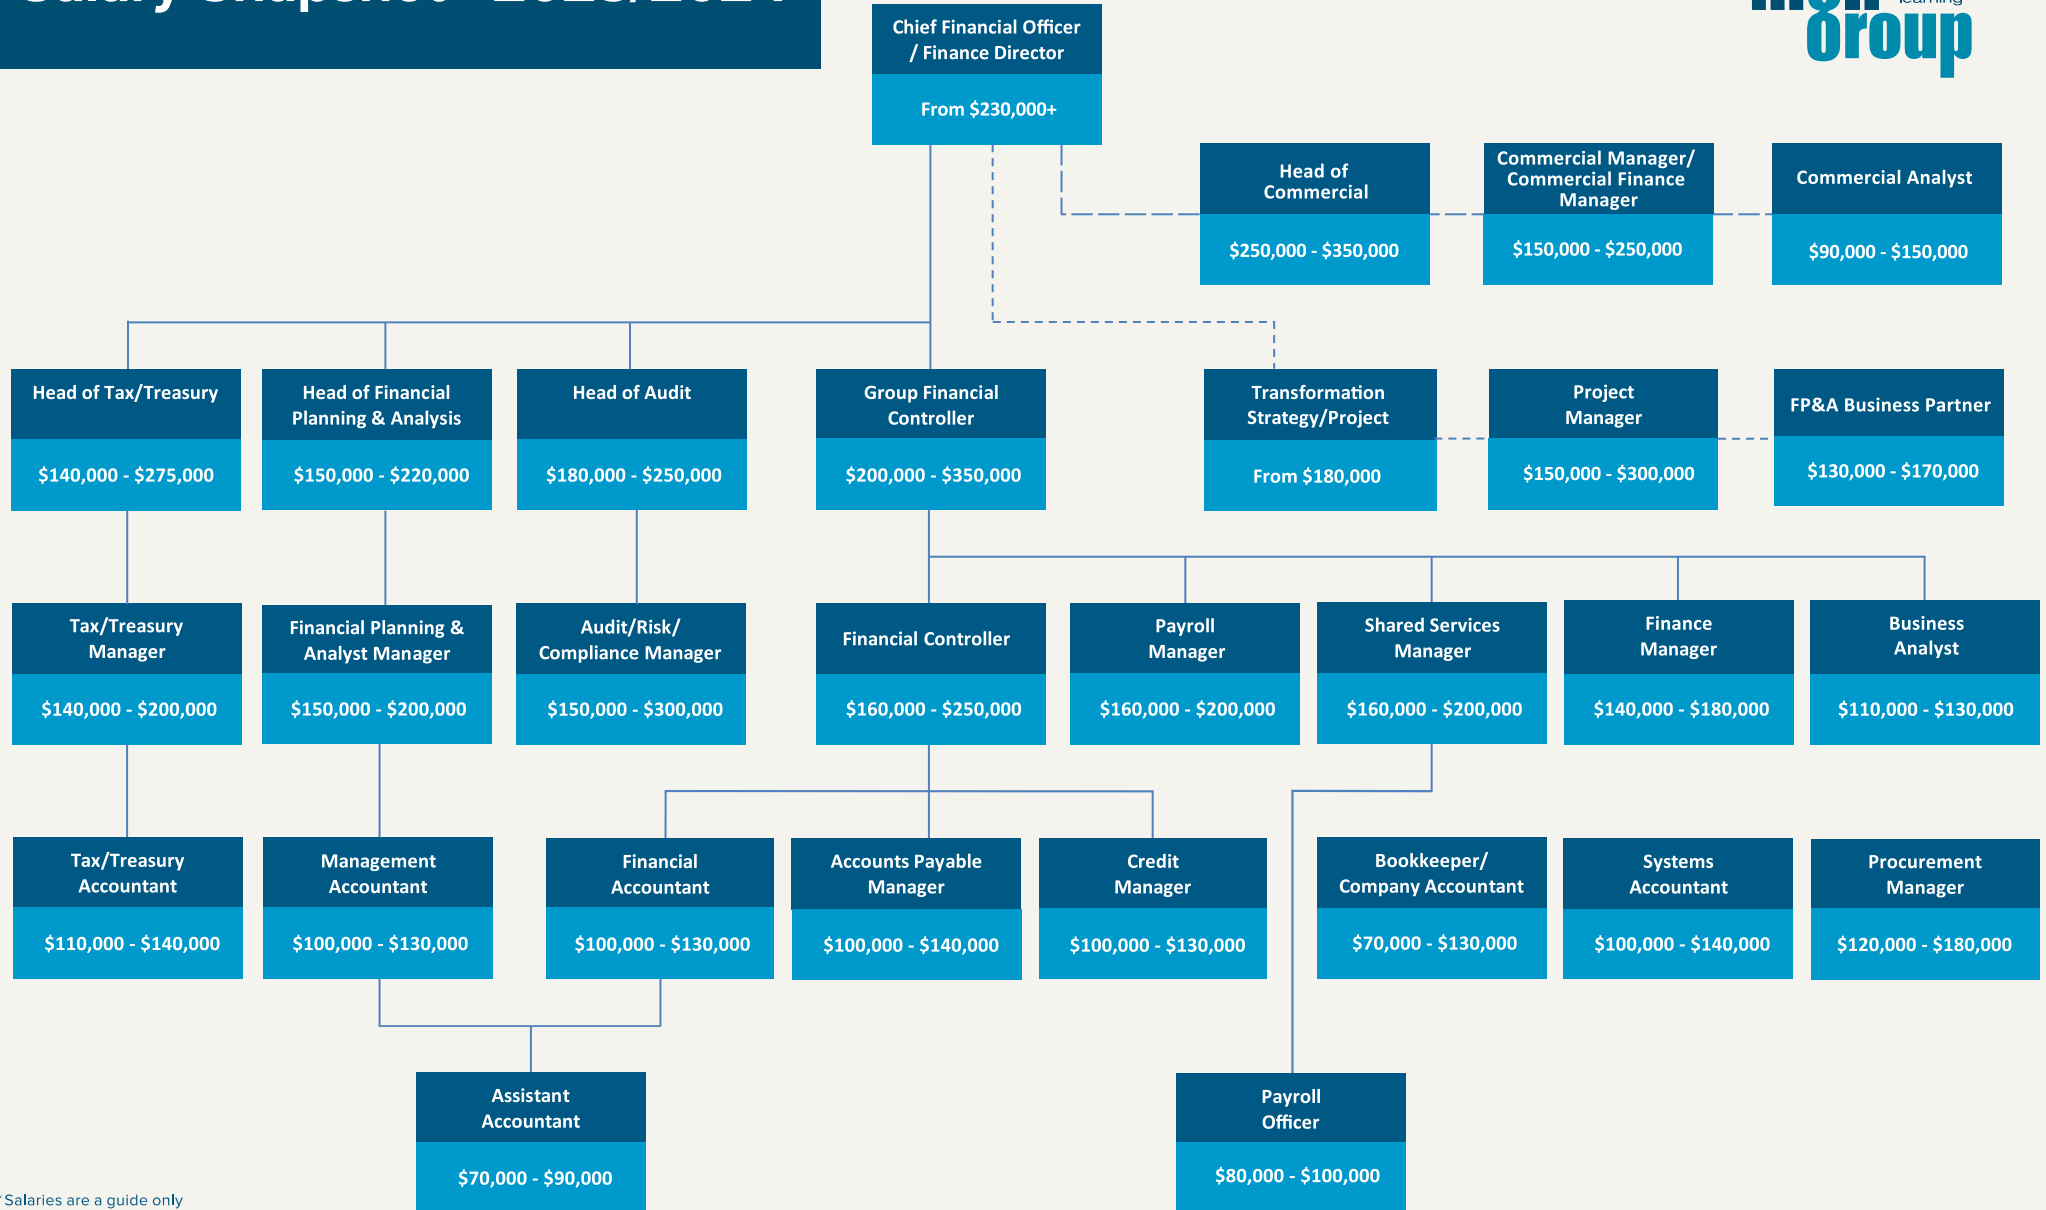 Salary Snapshot 2023/2024
learning
group
Chief Financial Officer
/ Finance Director
From $230,000+
Head of
Commercial
$250,000 - $350,000
Commercial Manager/
Commercial Finance
Manager
$150,000 - $250,000
Commercial Analyst
$90,000 - $150,000
Head of Tax/Treasury
$140,000 - $275,000
Head of Financial
Planning & Analysis
$150,000 - $220,000
Head of Audit
$180,000 - $250,000
Group Financial
Controller
$200,000 - $350,000
Transformation
Strategy/Project
From $180,000
Project
Manager
$150,000 - $300,000
FP&A Business Partner
$130,000 - $170,000
Tax/Treasury
Manager
$140,000 - $200,000
Financial Planning &
Analyst Manager
$150,000 - $200,000
Audit/Risk/
Compliance Manager
$150,000 - $300,000
Financial Controller
$160,000 - $250,000
Payroll
Manager
$160,000 - $200,000
Shared Services
Manager
$160,000 - $200,000
Finance
Manager
$140,000 - $180,000
Business
Analyst
$110,000 - $130,000
Tax/Treasury
Accountant
$110,000 - $140,000
Management
Accountant
$100,000 - $130,000
Financial
Accountant
$100,000 - $130,000
Accounts Payable
Manager
$100,000 - $140,000
Credit
Manager
$100,000 - $130,000
Bookkeeper/
Company Accountant
$70,000 - $130,000
Systems
Accountant
$100,000 - $140,000
Procurement
Manager
$120,000 - $180,000
Assistant
Accountant
$70,000 - $90,000
Payroll
Officer
$80,000 - $100,000
*Salaries are a guide only